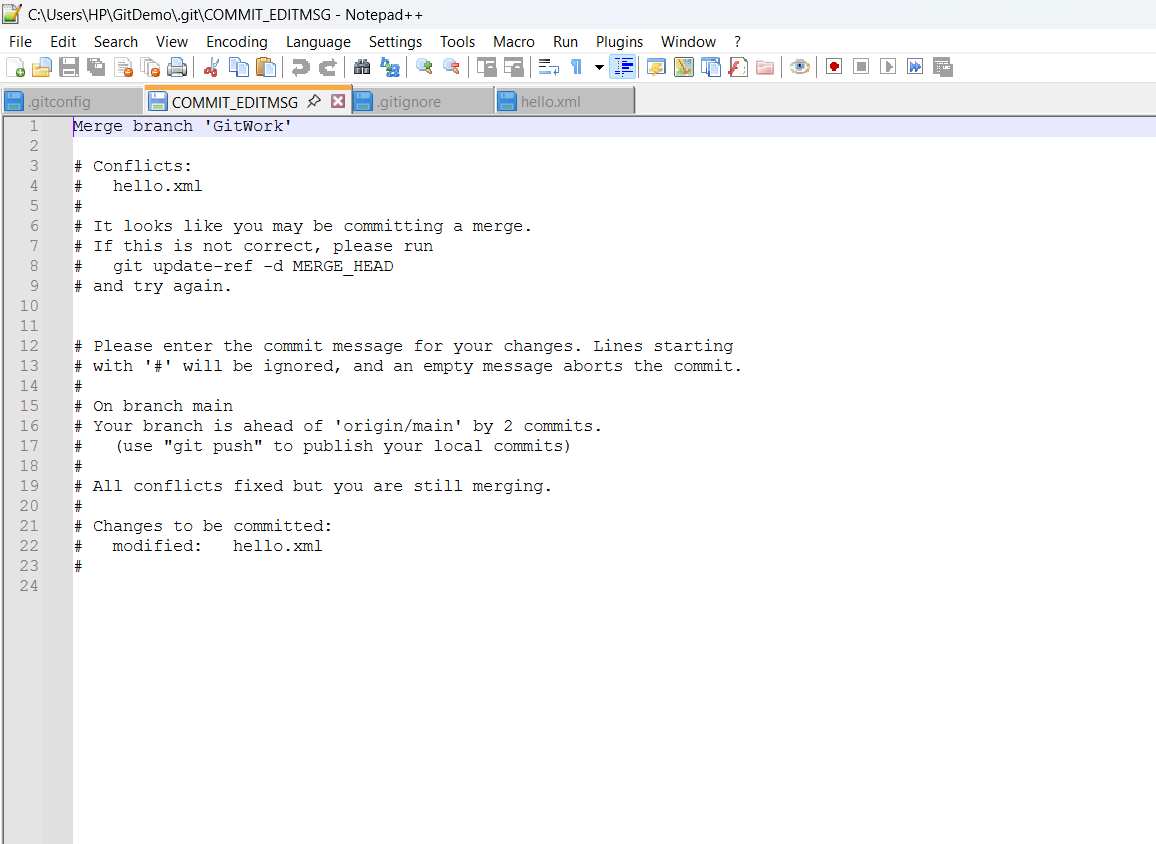 C:\Users\HP\GitDemo\.git\COMMIT_EDITMSG - Notepad++
File Edit Search View Encoding Language Settings Tools Macro Run Plugins Window ?
.gitconfig COMMIT_EDITMSG .gitignore hello.xml
1 Merge branch 'GitWork'
2
3 # Conflicts:
4 #   hello.xml
5 #
6 # It looks like you may be committing a merge.
7 # If this is not correct, please run
8 #   git update-ref -d MERGE_HEAD
9 # and try again.
10
11
12 # Please enter the commit message for your changes. Lines starting
13 # with '#' will be ignored, and an empty message aborts the commit.
14 #
15 # On branch main
16 # Your branch is ahead of 'origin/main' by 2 commits.
17 #   (use "git push" to publish your local commits)
18 #
19 # All conflicts fixed but you are still merging.
20 #
21 # Changes to be committed:
22 #   modified:   hello.xml
23 #
24